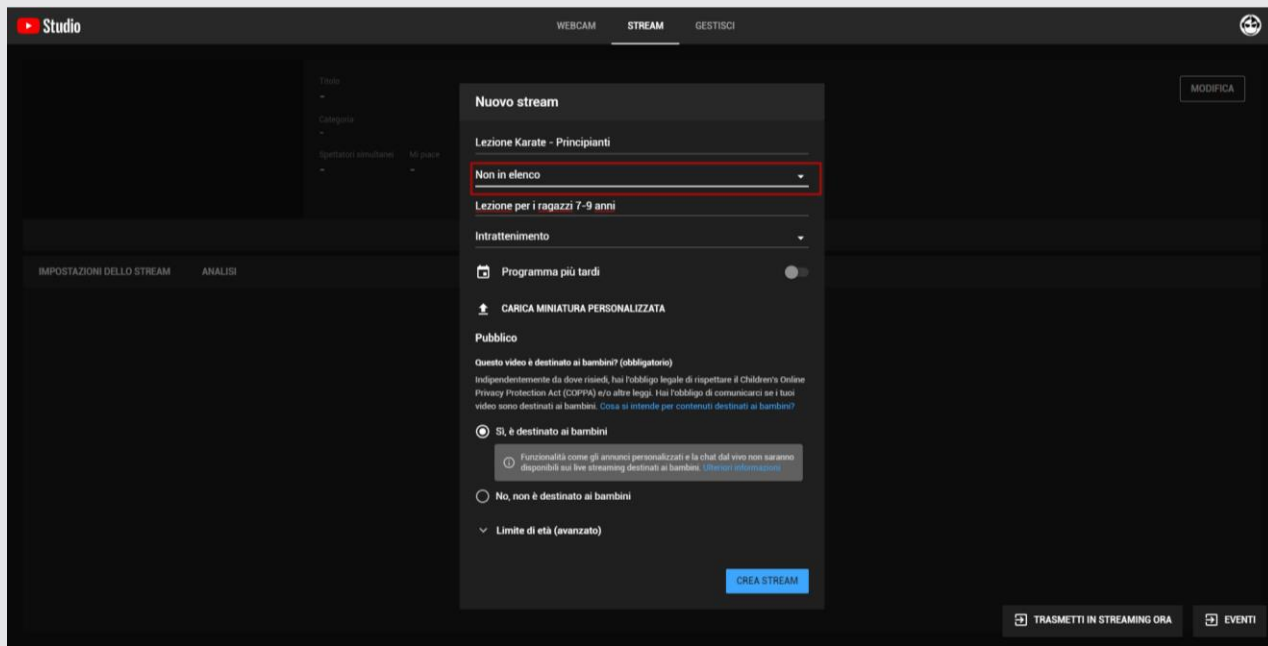 Studio
WEBCAM STREAM GESTISCI
Titolo
-
MODIFICA
Categoria
-
Spettatori simultanei Mi piace
- -
IMPOSTAZIONI DELLO STREAM ANALISI
Nuovo stream
Lezione Karate - Principianti
Non in elenco
Lezione per i ragazzi 7-9 anni
Intrattenimento
Programma più tardi
CARICA MINIATURA PERSONALIZZATA
Pubblico
Questo video è destinato ai bambini? (obbligatorio)
Indipendentemente da dove risiedi, hai l'obbligo legale di rispettare il Children's Online
Privacy Protection Act (COPPA) e/o altre leggi. Hai l'obbligo di comunicarci se i tuoi
video sono destinati ai bambini. Cosa si intende per contenuti destinati ai bambini?
Sì, è destinato ai bambini
Funzionalità come gli annunci personalizzati e la chat dal vivo non saranno
disponibili sui live streaming destinati ai bambini. Ulteriori informazioni
No, non è destinato ai bambini
Limite di età (avanzato)
CREA STREAM
TRASMETTI IN STREAMING ORA EVENTI